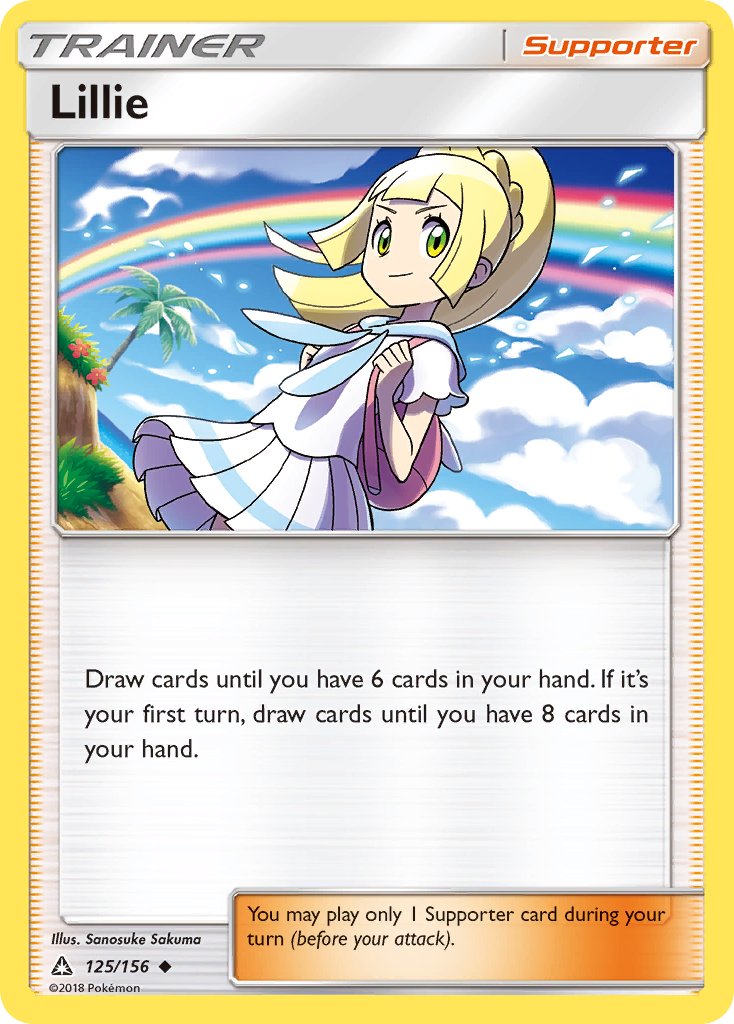 TRAINER
Supporter
Lillie
Draw cards until you have 6 cards in your hand. If it's
your first turn, draw cards until you have 8 cards in
your hand.
You may play only 1 Supporter card during your
turn (before your attack).
Illus. Sanosuke Sakuma
125/156
©2018 Pokémon